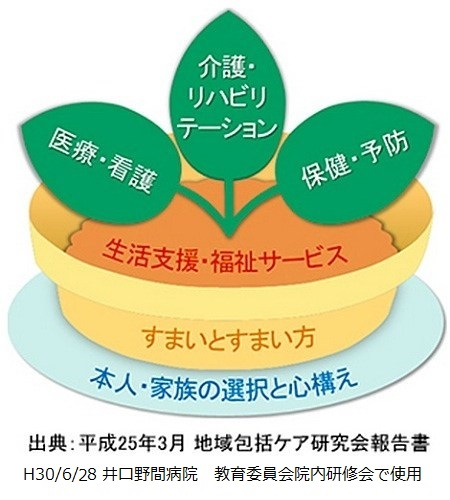 介護・
リハビリ
テーション
医療・看護
保健・予防
生活支援・福祉サービス
すまいとすまい方
本人・家族の選択と心構え
出典：平成25年3月 地域包括ケア研究会報告書
H30/6/28 井口野間病院　教育委員会院内研修会で使用